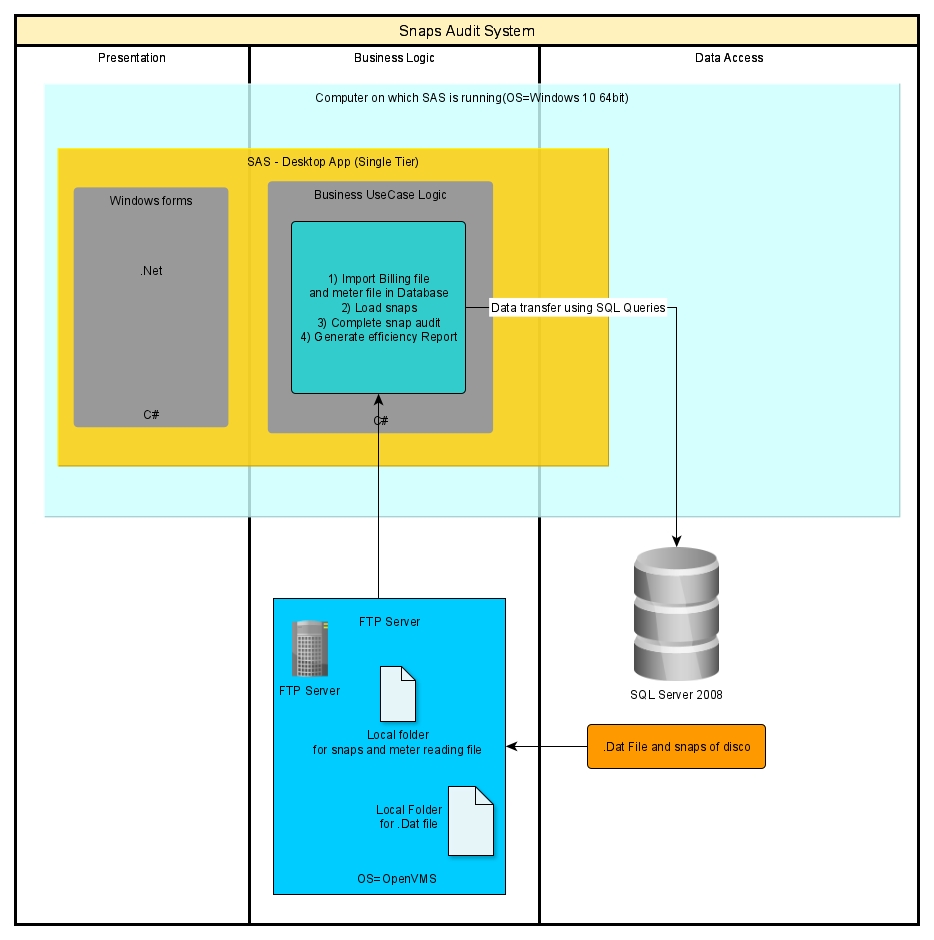 Snaps Audit System
Presentation
Business Logic
Data Access
Computer on which SAS is running(OS=Windows 10 64bit)
SAS - Desktop App (Single Tier)
Windows forms
.Net
C#
Business UseCase Logic
1) Import Billing file
and meter file in Database
2) Load snaps
3) Complete snap audit
4) Generate efficiency Report
C#
Data transfer using SQL Queries
FTP Server
FTP Server
Local folder
for snaps and meter reading file
Local Folder
for .Dat file
OS=OpenVMS
SQL Server 2008
.Dat File and snaps of disco